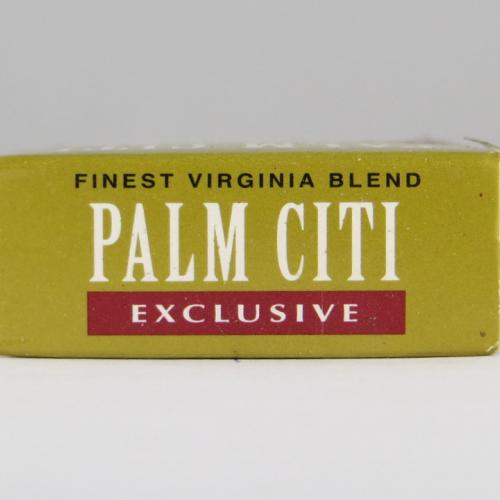 FINEST VIRGINIA BLEND
PALM CITI
EXCLUSIVE